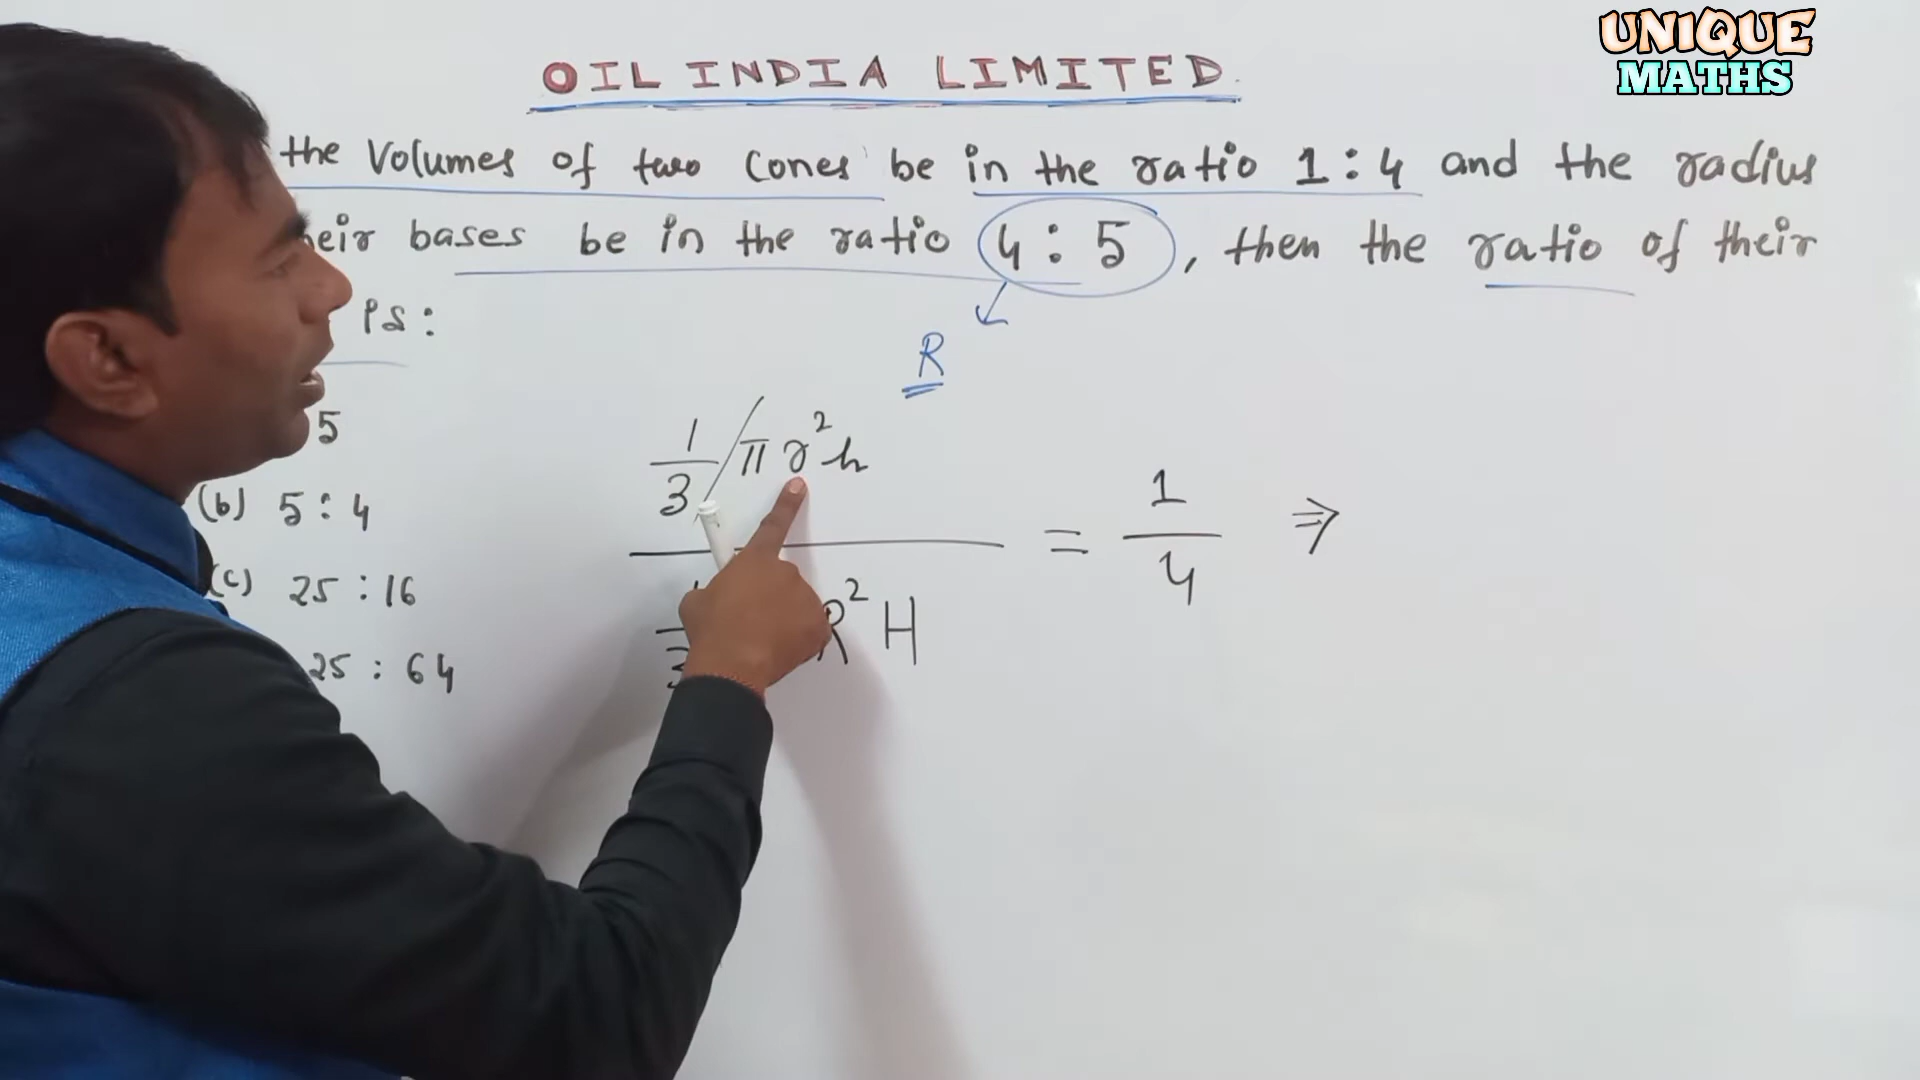 UNIQUE
MATHS
OIL INDIA LIMITED.
the Volumes of two Cones be in the ratio 1 : 4 and the radius
bases be in the ratio 4 : 5, then the ratio of their
R
5
(b) 5 : 4
(c) 25 : 16
25 : 64
1/3 π r² h
R² H
= 1/4 ⇒